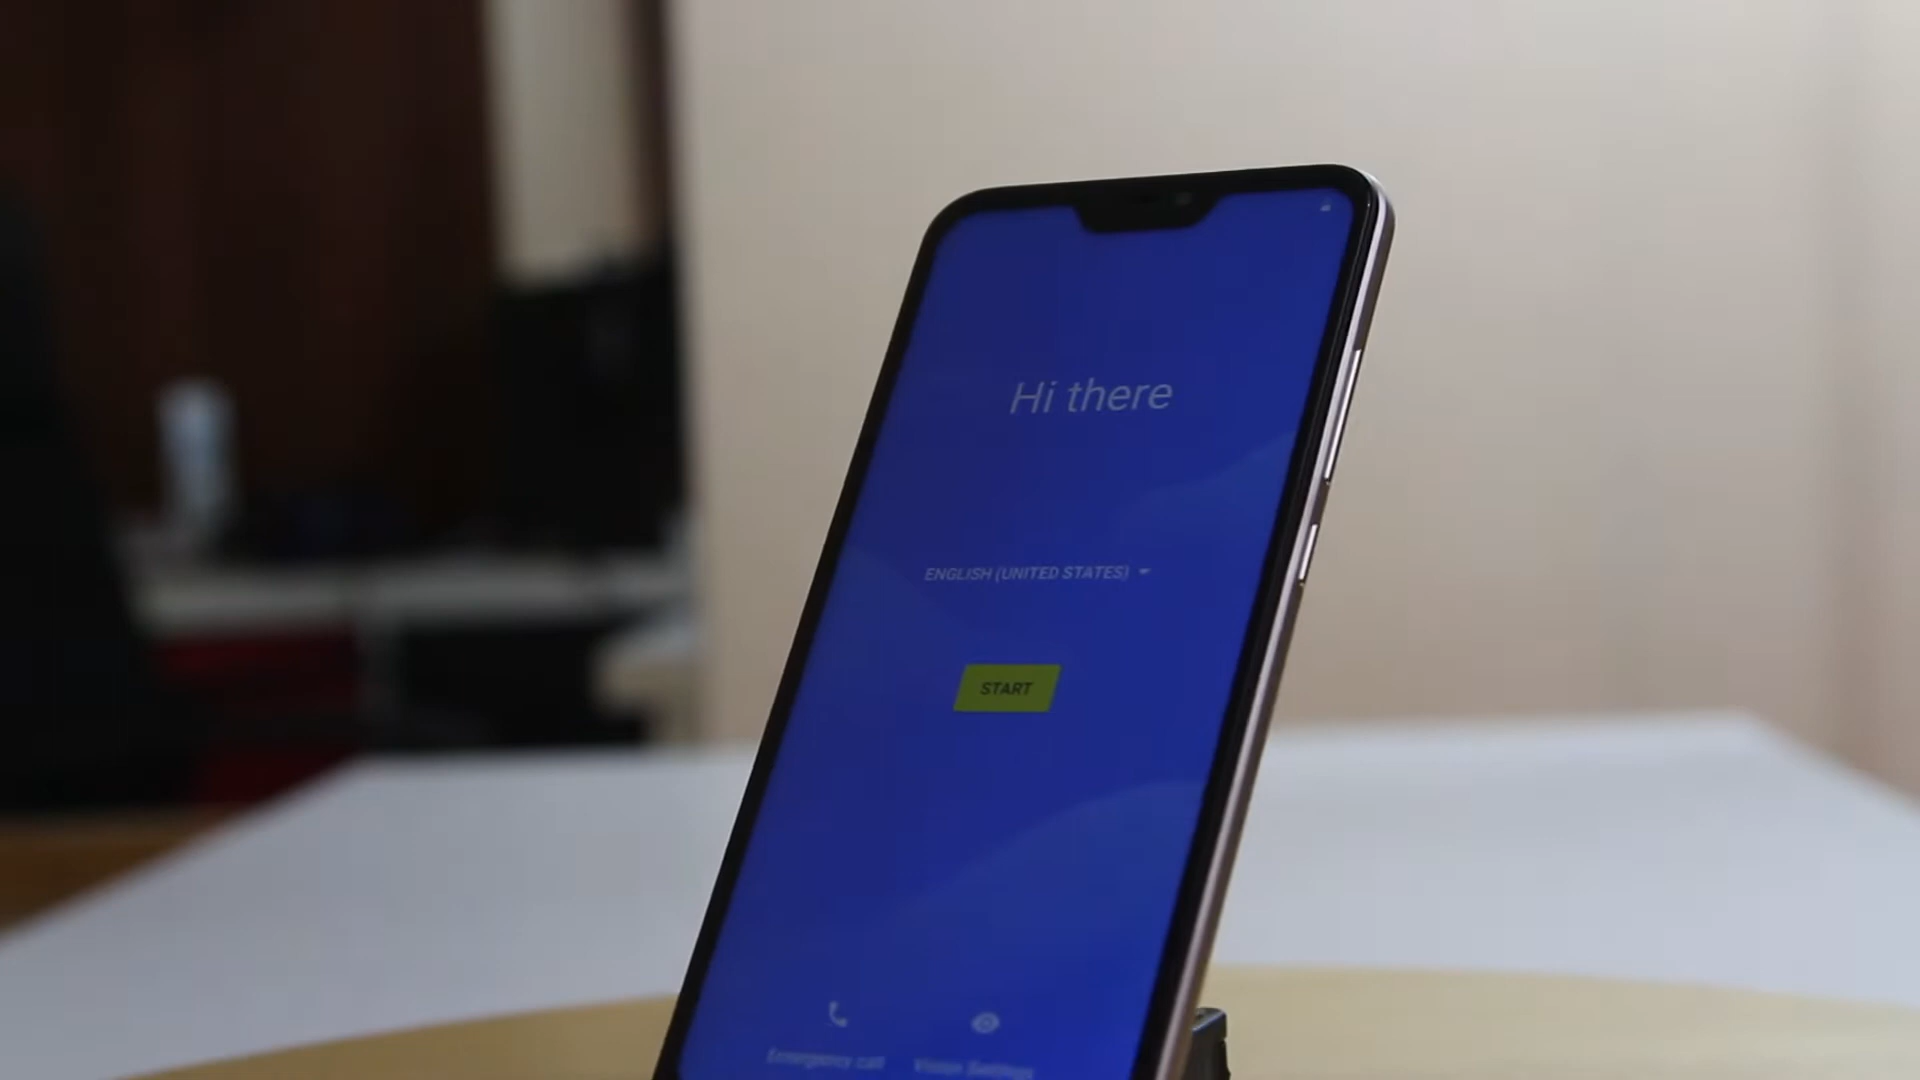 Hi there
ENGLISH (UNITED STATES)
START
Emergency call
Vision Settings